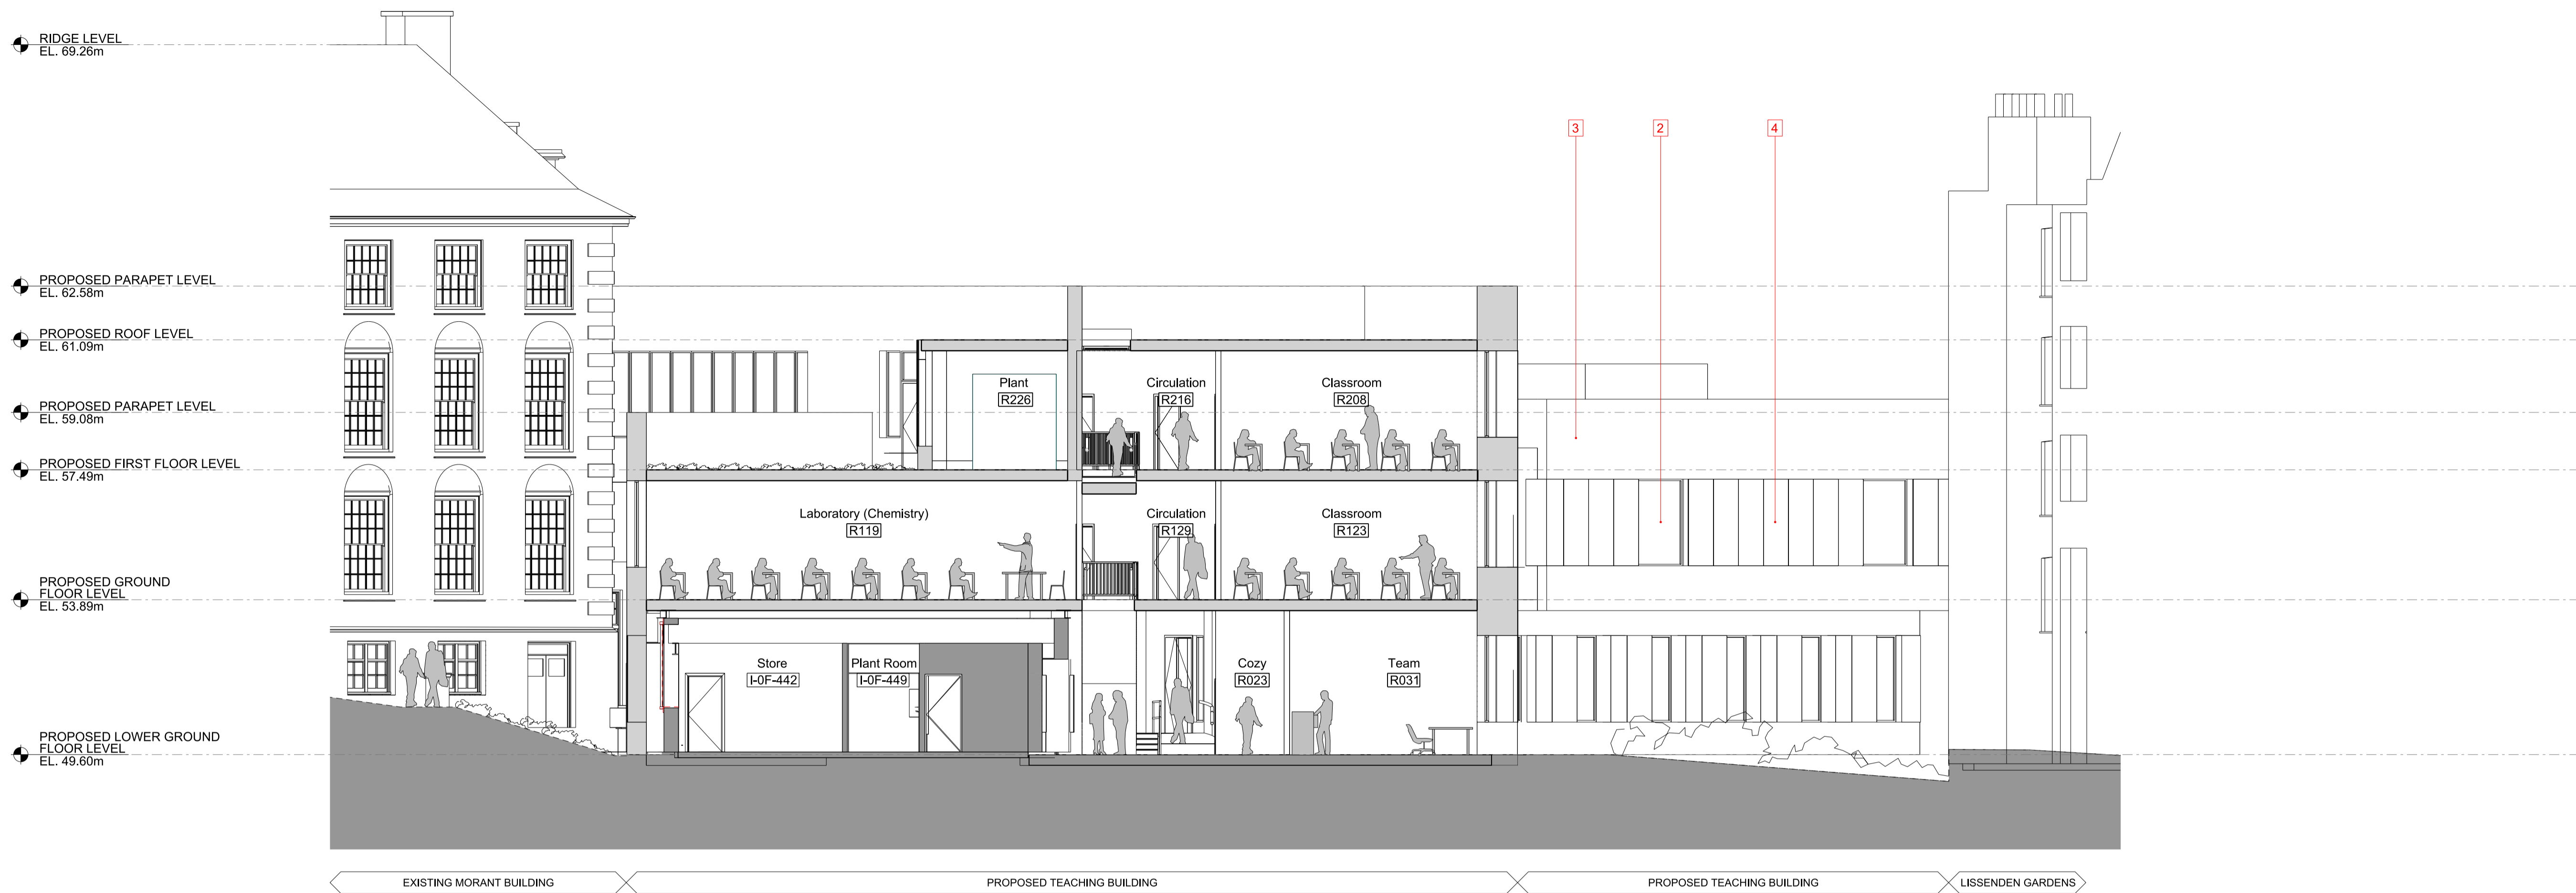 RIDGE LEVEL
EL. 69.26m
3
2
4
PROPOSED PARAPET LEVEL
EL. 62.58m
PROPOSED ROOF LEVEL
EL. 61.09m
Plant
R226
Circulation
R216
Classroom
R208
PROPOSED PARAPET LEVEL
EL. 59.08m
PROPOSED FIRST FLOOR LEVEL
EL. 57.49m
Laboratory (Chemistry)
R119
Circulation
R129
Classroom
R123
PROPOSED GROUND
FLOOR LEVEL
EL. 53.89m
Store
I-0F-442
Plant Room
I-0F-449
Cozy
R023
Team
R031
PROPOSED LOWER GROUND
FLOOR LEVEL
EL. 49.60m
EXISTING MORANT BUILDING
PROPOSED TEACHING BUILDING
PROPOSED TEACHING BUILDING
LISSENDEN GARDENS